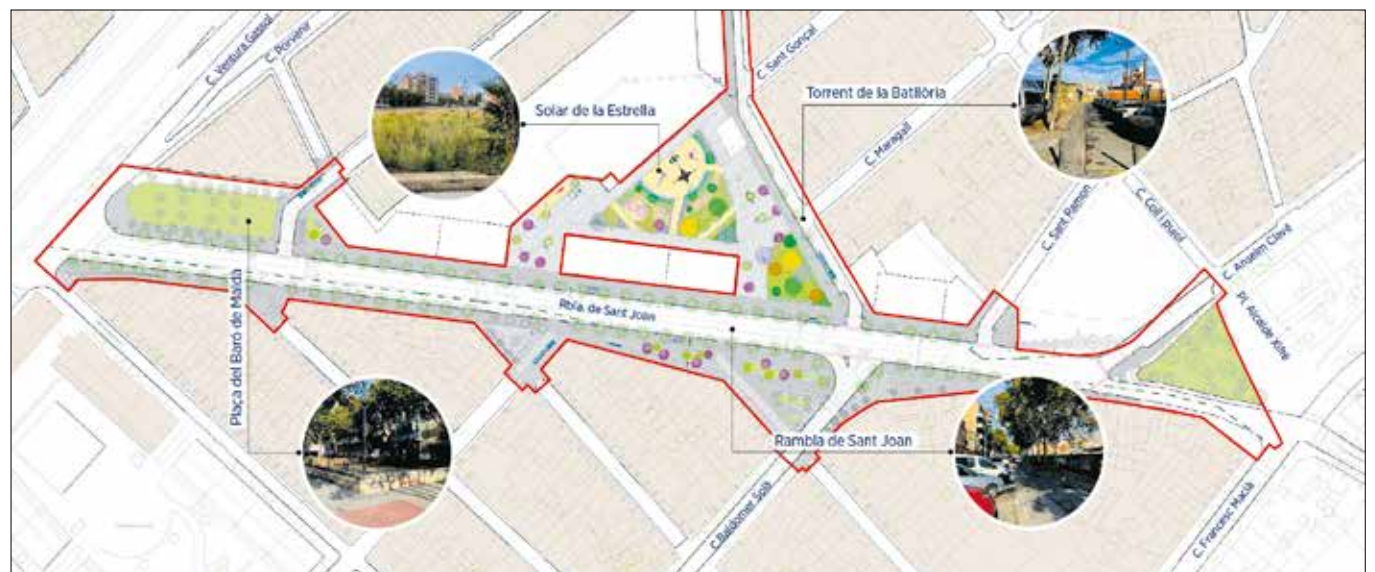 C. Ventura Gassol
C. Porvenir
Solar de la Estrella
C. Sant Gonçal
Torrent de la Batllòria
C. Maragall
C. Sant Ramon
C. Coll i Pujol
C. Anselm Clavé
Pl. Alcalde Xifré
Plaça del Baró de Maldà
Rbla. de Sant Joan
Rambla de Sant Joan
C. Baldomer Solà
C. Francesc Macià